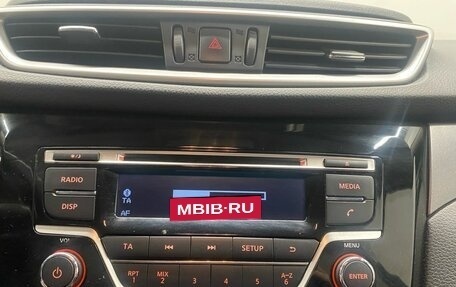 RADIO
MEDIA
DISP
TA
AF
MBIB-RU
VOL
TA
SETUP
MENU
RPT MIX A-Z
1 2 3 4 5 6
ENTER